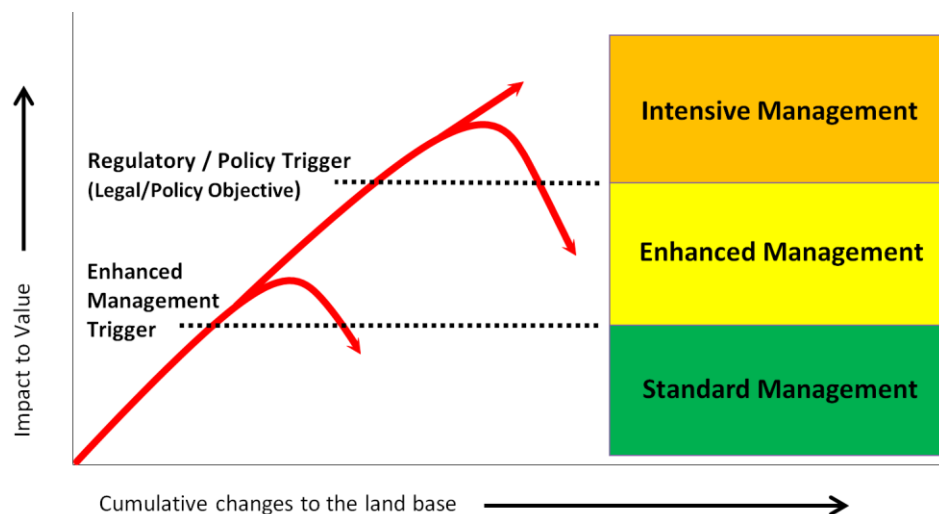 Intensive Management
Regulatory / Policy Trigger
(Legal/Policy Objective)
Enhanced Management
Enhanced
Management
Trigger
Standard Management
Impact to Value
Cumulative changes to the land base